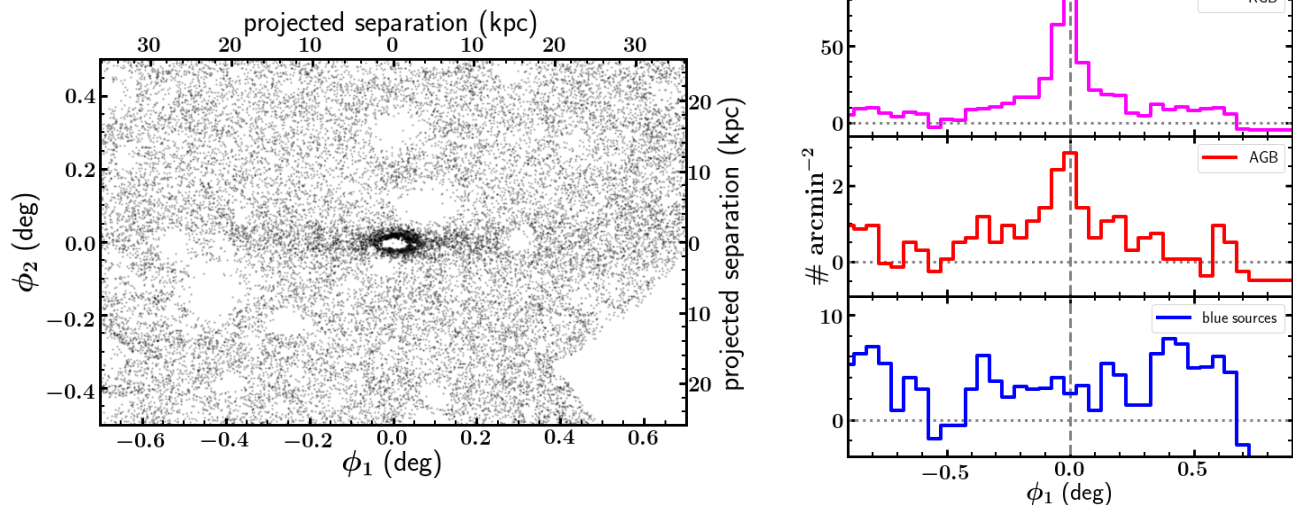 projected separation (kpc)
30 20 10 0 10 20 30
0.4
0.2
0.0
−0.2
−0.4
ϕ2 (deg)
20
10
0
10
20
projected separation (kpc)
−0.6 −0.4 −0.2 0.0 0.2 0.4 0.6
ϕ1 (deg)
RGB
50
0
AGB
2
0
# arcmin−2
blue sources
10
0
−0.5 0.0 0.5
ϕ1 (deg)